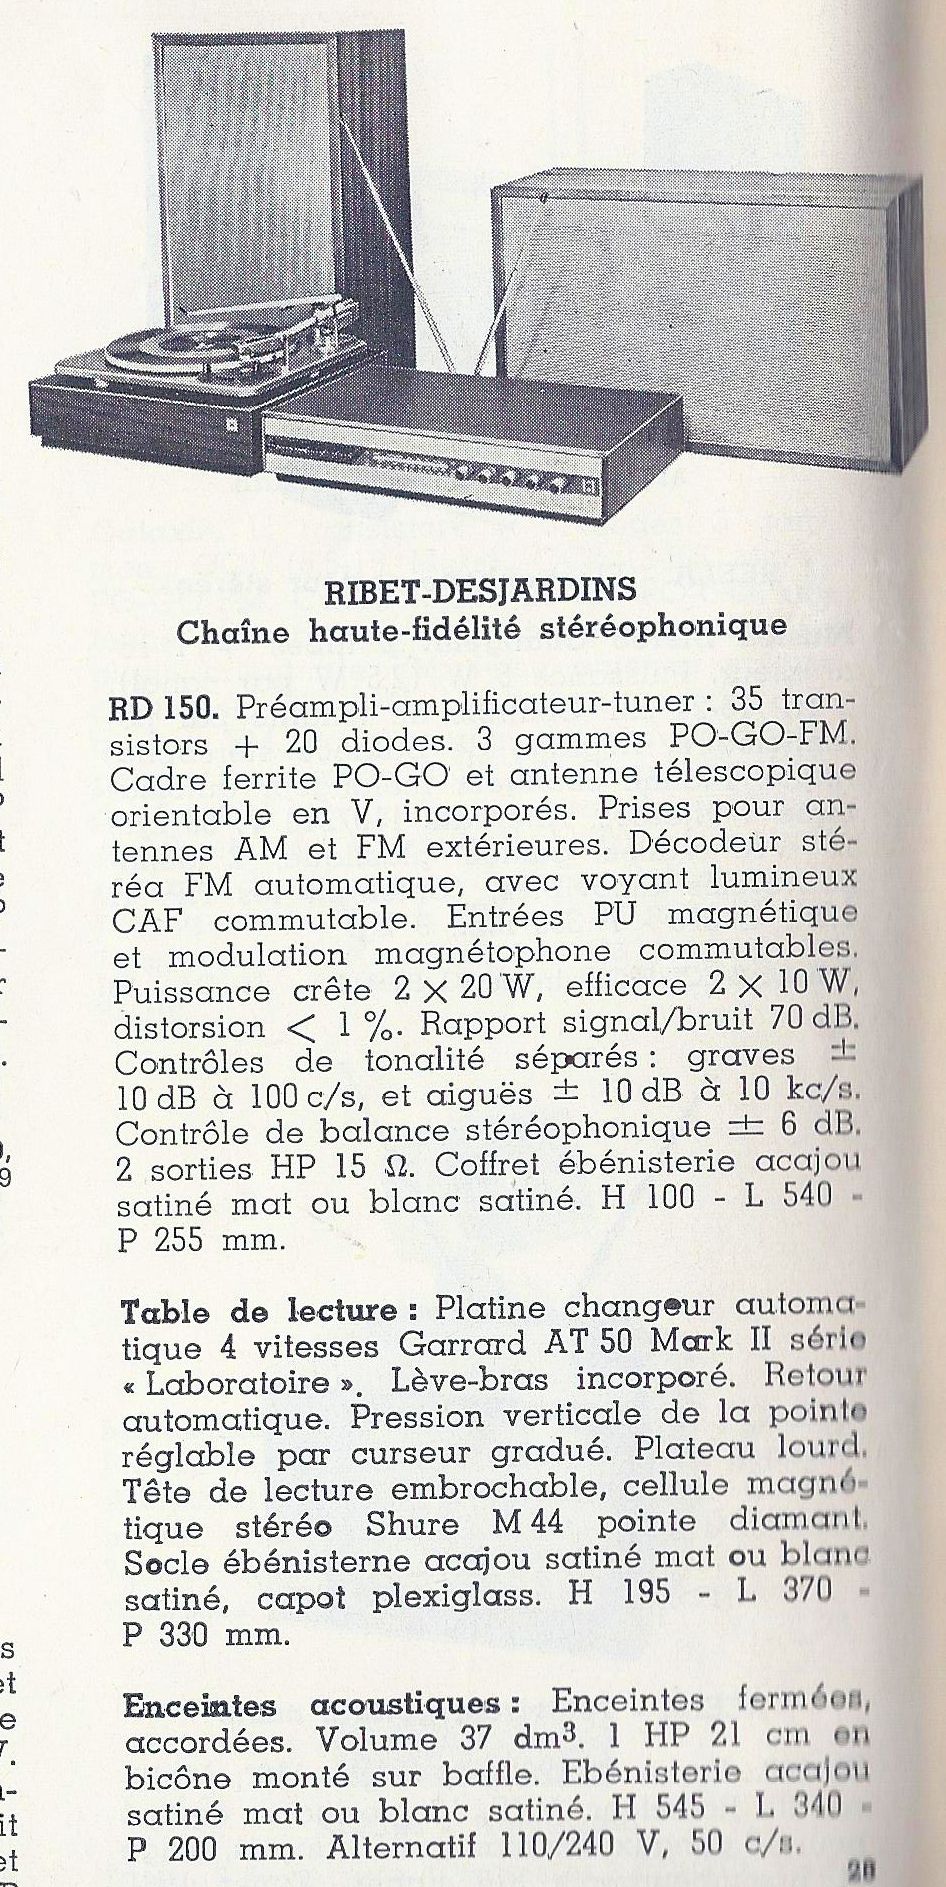 RIBET-DESJARDINS
Chaîne haute-fidélité stéréophonique
RD 150. Préampli-amplificateur-tuner : 35 tran-
sistors + 20 diodes. 3 gammes PO-GO-FM.
Cadre ferrite PO-GO et antenne télescopique
orientable en V, incorporés. Prises pour an-
tennes AM et FM extérieures. Décodeur sté-
réa FM automatique, avec voyant lumineux
CAF commutable. Entrées PU magnétique
et modulation magnétophone commutables.
Puissance crête 2 × 20 W, efficace 2 × 10 W,
distorsion < 1 %. Rapport signal/bruit 70 dB.
Contrôles de tonalité séparés : graves ±
10 dB à 100 c/s, et aiguës ± 10 dB à 10 kc/s.
Contrôle de balance stéréophonique ± 6 dB.
2 sorties HP 15 Ω. Coffret ébénisterie acajou
satiné mat ou blanc satiné. H 100 - L 540 -
P 255 mm.
Table de lecture : Platine changeur automa-
tique 4 vitesses Garrard AT 50 Mark II série
« Laboratoire ». Lève-bras incorporé. Retour
automatique. Pression verticale de la pointe
réglable par curseur gradué. Plateau lourd.
Tête de lecture embrochable, cellule magné-
tique stéréo Shure M 44 pointe diamant.
Socle ébénisterne acajou satiné mat ou blanc
satiné, capot plexiglass. H 195 - L 370 -
P 330 mm.
Enceintes acoustiques : Enceintes fermées,
accordées. Volume 37 dm³. 1 HP 21 cm en
bicône monté sur baffle. Ebénisterie acajou
satiné mat ou blanc satiné. H 545 - L 340 -
P 200 mm. Alternatif 110/240 V, 50 c/s.